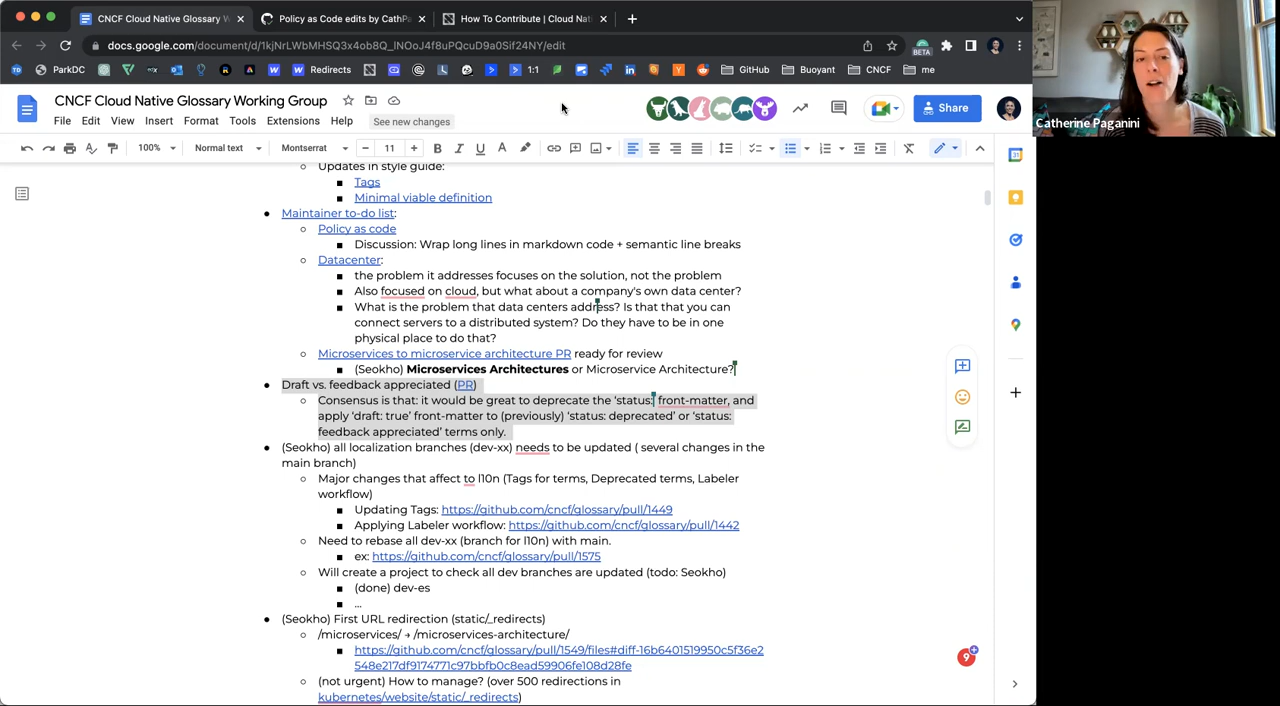 CNCF Cloud Native Glossary W
Policy as Code edits by CathPa
How To Contribute | Cloud Nati
docs.google.com/document/d/1kjNrLWbMHSQ3x4ob8Q_INOoJ4f8uPQcuD9a0Sif24NY/edit
BETA
ParkDC
Redirects
1:1
GitHub
Buoyant
CNCF
me
Catherine Paganini
CNCF Cloud Native Glossary Working Group
File Edit View Insert Format Tools Extensions Help
See new changes
Share
100%
Normal text
Montserrat
11
Updates in style guide:
Tags
Minimal viable definition
Maintainer to-do list:
Policy as code
Discussion: Wrap long lines in markdown code + semantic line breaks
Datacenter:
the problem it addresses focuses on the solution, not the problem
Also focused on cloud, but what about a company's own data center?
What is the problem that data centers address? Is that that you can
connect servers to a distributed system? Do they have to be in one
physical place to do that?
Microservices to microservice architecture PR ready for review
(Seokho) Microservices Architectures or Microservice Architecture?
Draft vs. feedback appreciated (PR)
Consensus is that: it would be great to deprecate the 'status:' front-matter, and
apply 'draft: true' front-matter to (previously) 'status: deprecated' or 'status:
feedback appreciated' terms only.
(Seokho) all localization branches (dev-xx) needs to be updated ( several changes in the
main branch)
Major changes that affect to l10n (Tags for terms, Deprecated terms, Labeler
workflow)
Updating Tags: https://github.com/cncf/glossary/pull/1449
Applying Labeler workflow: https://github.com/cncf/glossary/pull/1442
Need to rebase all dev-xx (branch for l10n) with main.
ex: https://github.com/cncf/glossary/pull/1575
Will create a project to check all dev branches are updated (todo: Seokho)
(done) dev-es
...
(Seokho) First URL redirection (static/_redirects)
/microservices/ → /microservices-architecture/
https://github.com/cncf/glossary/pull/1549/files#diff-16b6401519950c5f36e2
548e217df9174771c97bbfb0c8ead59906fe108d28fe
(not urgent) How to manage? (over 500 redirections in
kubernetes/website/static/_redirects)
9